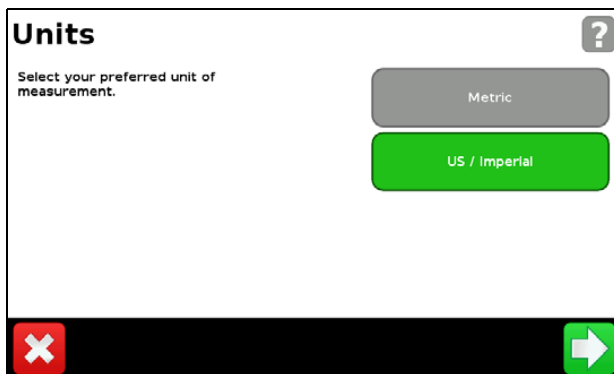 Units
?
Select your preferred unit of
measurement.
Metric
US / Imperial